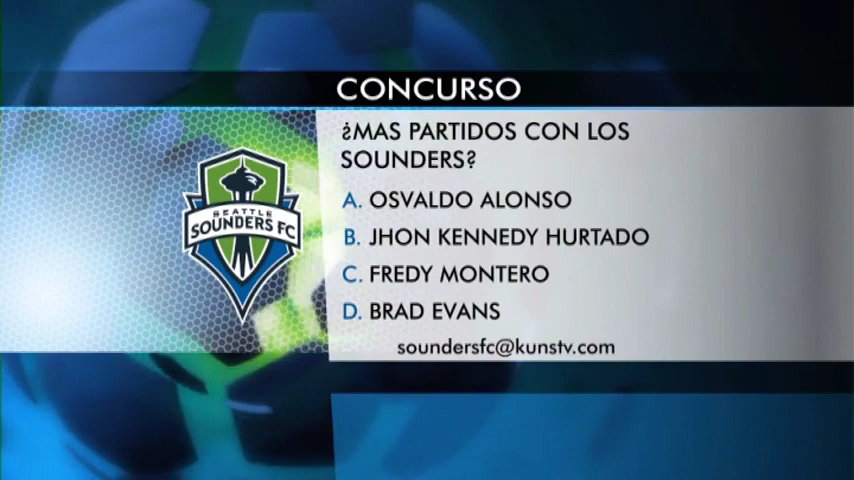 CONCURSO
¿MAS PARTIDOS CON LOS
SOUNDERS?
SEATTLE
SOUNDERS FC
A. OSVALDO ALONSO
B. JHON KENNEDY HURTADO
C. FREDY MONTERO
D. BRAD EVANS
soundersfc@kunstv.com